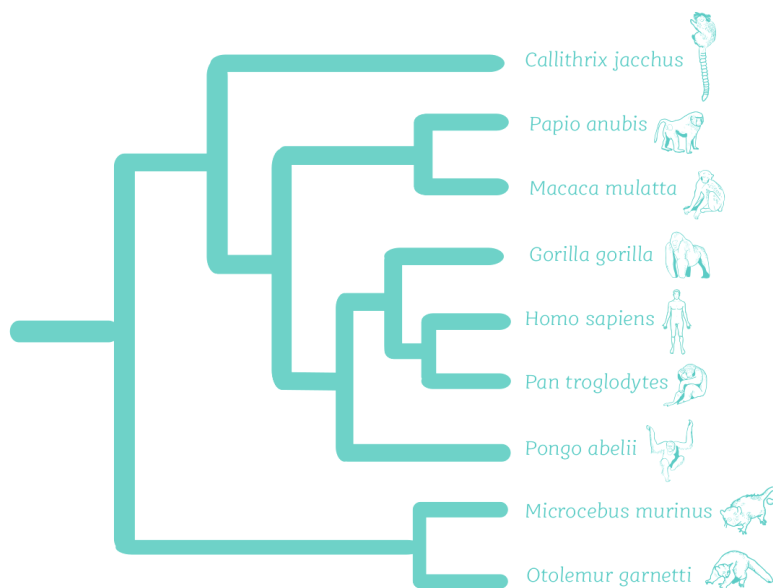 Callithrix jacchus
Papio anubis
Macaca mulatta
Gorilla gorilla
Homo sapiens
Pan troglodytes
Pongo abelii
Microcebus murinus
Otolemur garnetti